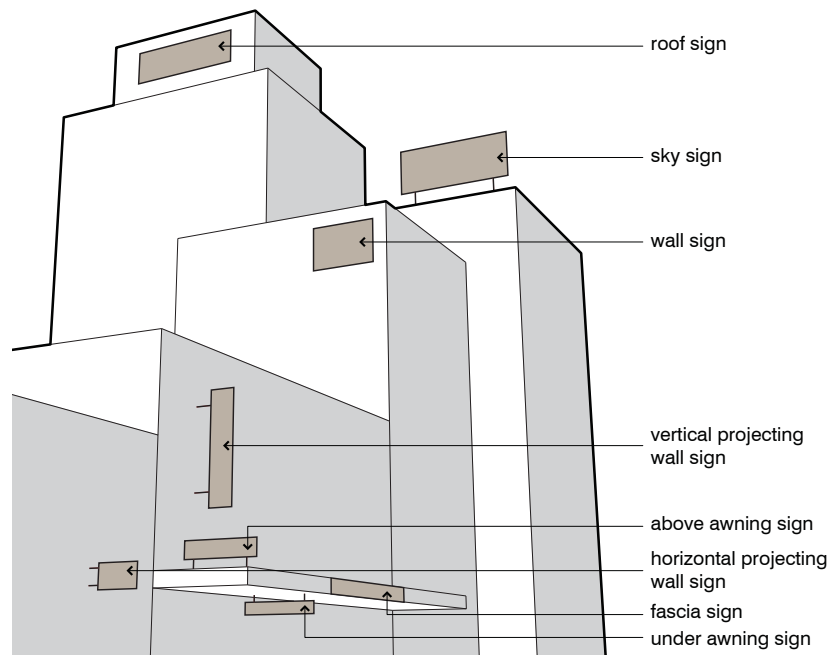 roof sign
sky sign
wall sign
vertical projecting
wall sign
above awning sign
horizontal projecting
wall sign
fascia sign
under awning sign